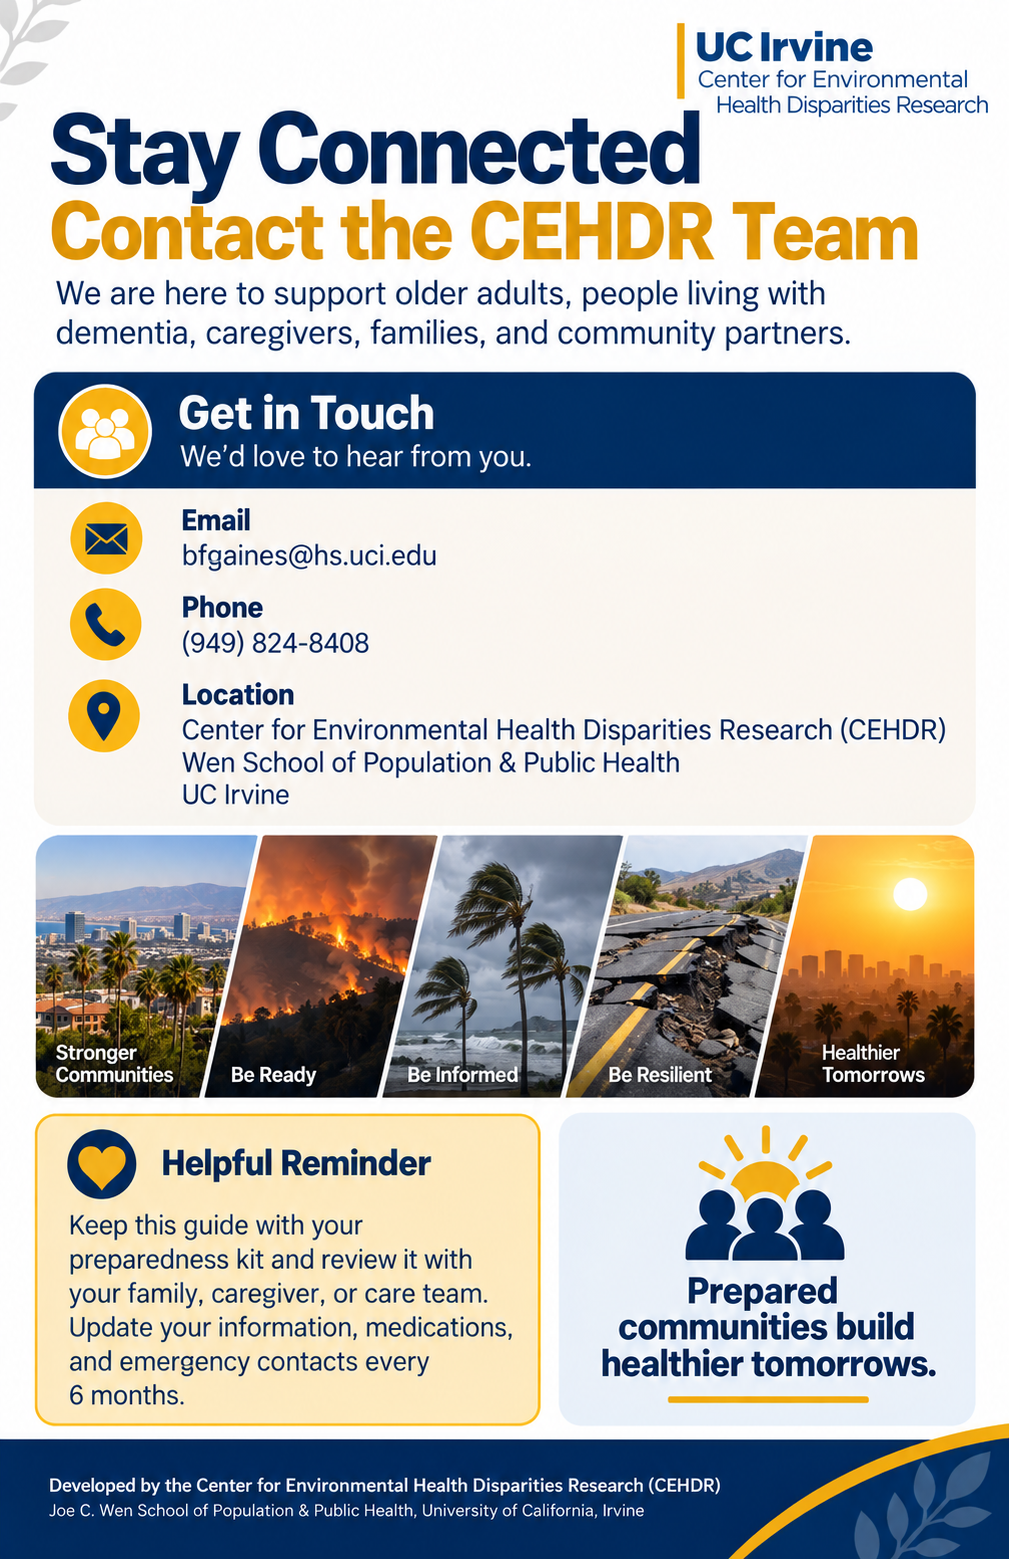 UC Irvine
Center for Environmental
Health Disparities Research
Stay Connected
Contact the CEHDR Team
We are here to support older adults, people living with
dementia, caregivers, families, and community partners.
Get in Touch
We'd love to hear from you.
Email
bfgaines@hs.uci.edu
Phone
(949) 824-8408
Location
Center for Environmental Health Disparities Research (CEHDR)
Wen School of Population & Public Health
UC Irvine
Stronger
Communities
Be Ready
Be Informed
Be Resilient
Healthier
Tomorrows
Helpful Reminder
Keep this guide with your
preparedness kit and review it with
your family, caregiver, or care team.
Update your information, medications,
and emergency contacts every
6 months.
Prepared
communities build
healthier tomorrows.
Developed by the Center for Environmental Health Disparities Research (CEHDR)
Joe C. Wen School of Population & Public Health, University of California, Irvine